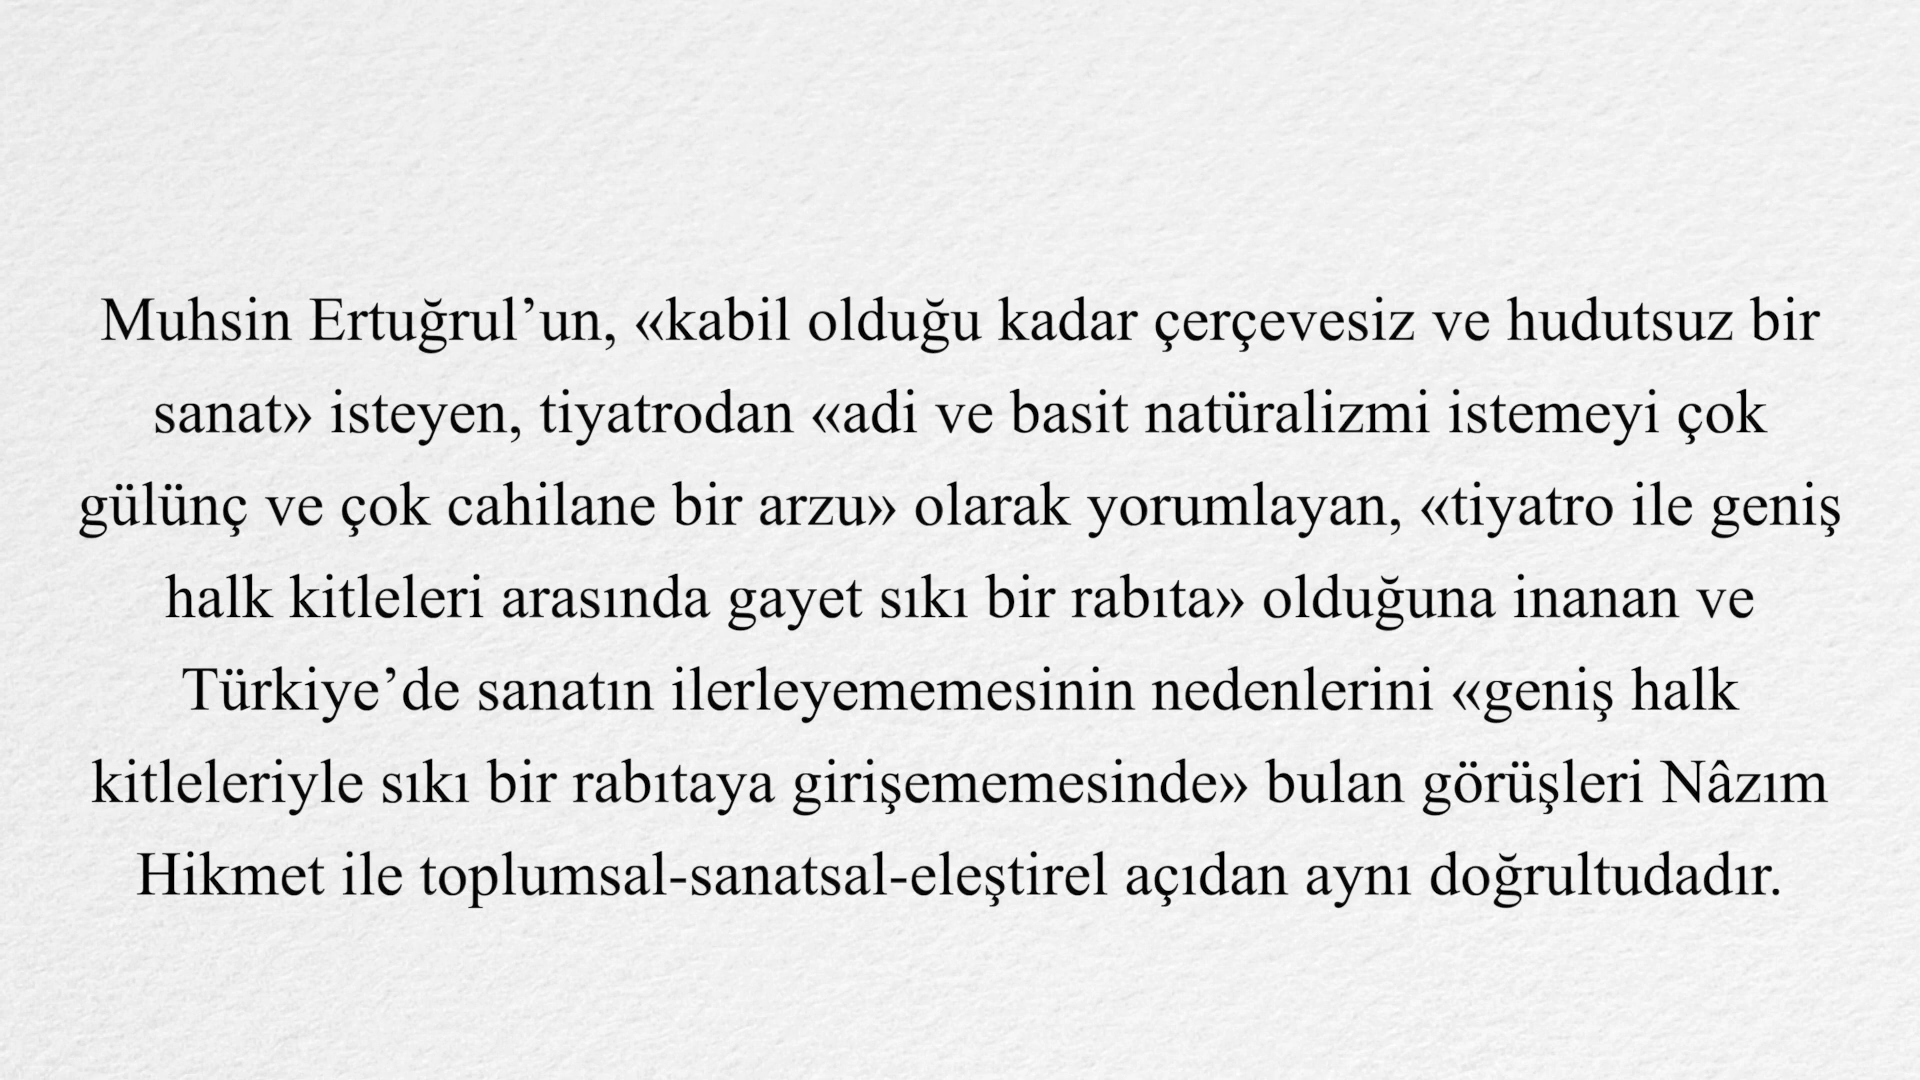 Muhsin Ertuğrul’un, «kabil olduğu kadar çerçevesiz ve hudutsuz bir
sanat» isteyen, tiyatrodan «adi ve basit natüralizmi istemeyi çok
gülünç ve çok cahilane bir arzu» olarak yorumlayan, «tiyatro ile geniş
halk kitleleri arasında gayet sıkı bir rabıta» olduğuna inanan ve
Türkiye’de sanatın ilerleyememesinin nedenlerini «geniş halk
kitleleriyle sıkı bir rabıtaya girişememesinde» bulan görüşleri Nâzım
Hikmet ile toplumsal-sanatsal-eleştirel açıdan aynı doğrultudadır.